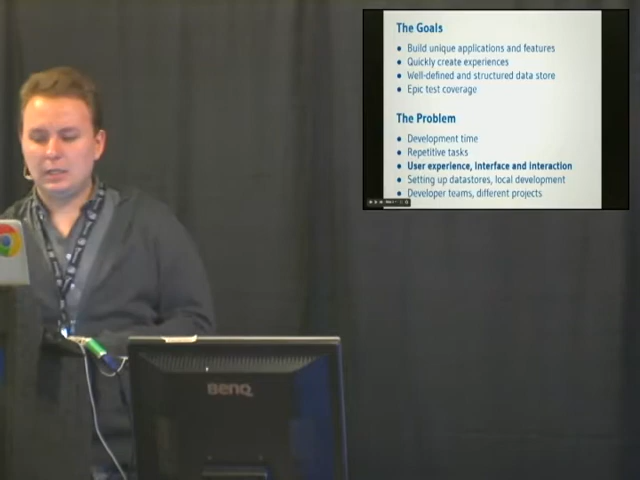 The Goals
Build unique applications and features
Quickly create experiences
Well-defined and structured data store
Epic test coverage
The Problem
Development time
Repetitive tasks
User experience, Interface and interaction
Setting up datastores, local development
Developer teams, different projects
BenQ